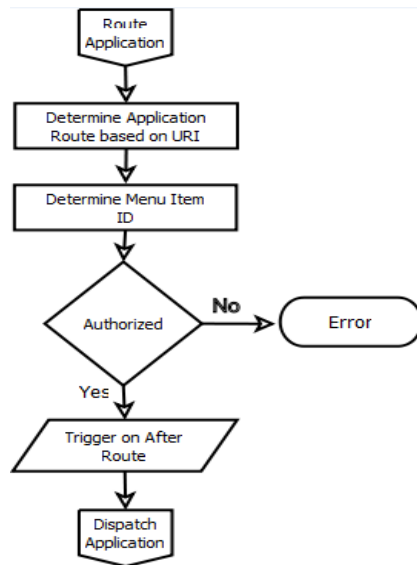 Route
Application
Determine Application
Route based on URI
Determine Menu Item
ID
Authorized
No
Error
Yes
Trigger on After
Route
Dispatch
Application